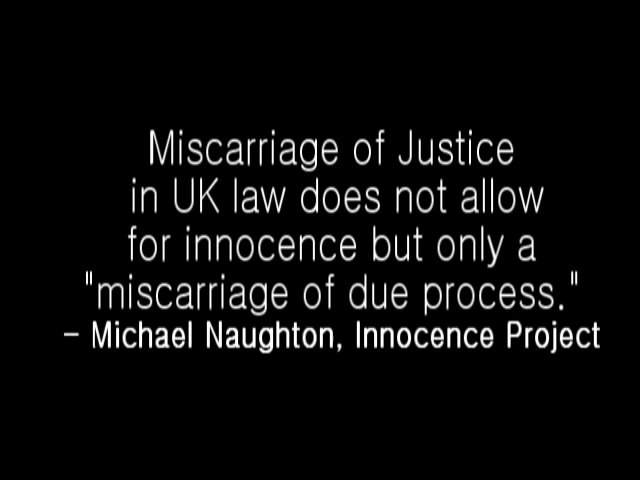 Miscarriage of Justice
in UK law does not allow
for innocence but only a
"miscarriage of due process."
– Michael Naughton, Innocence Project